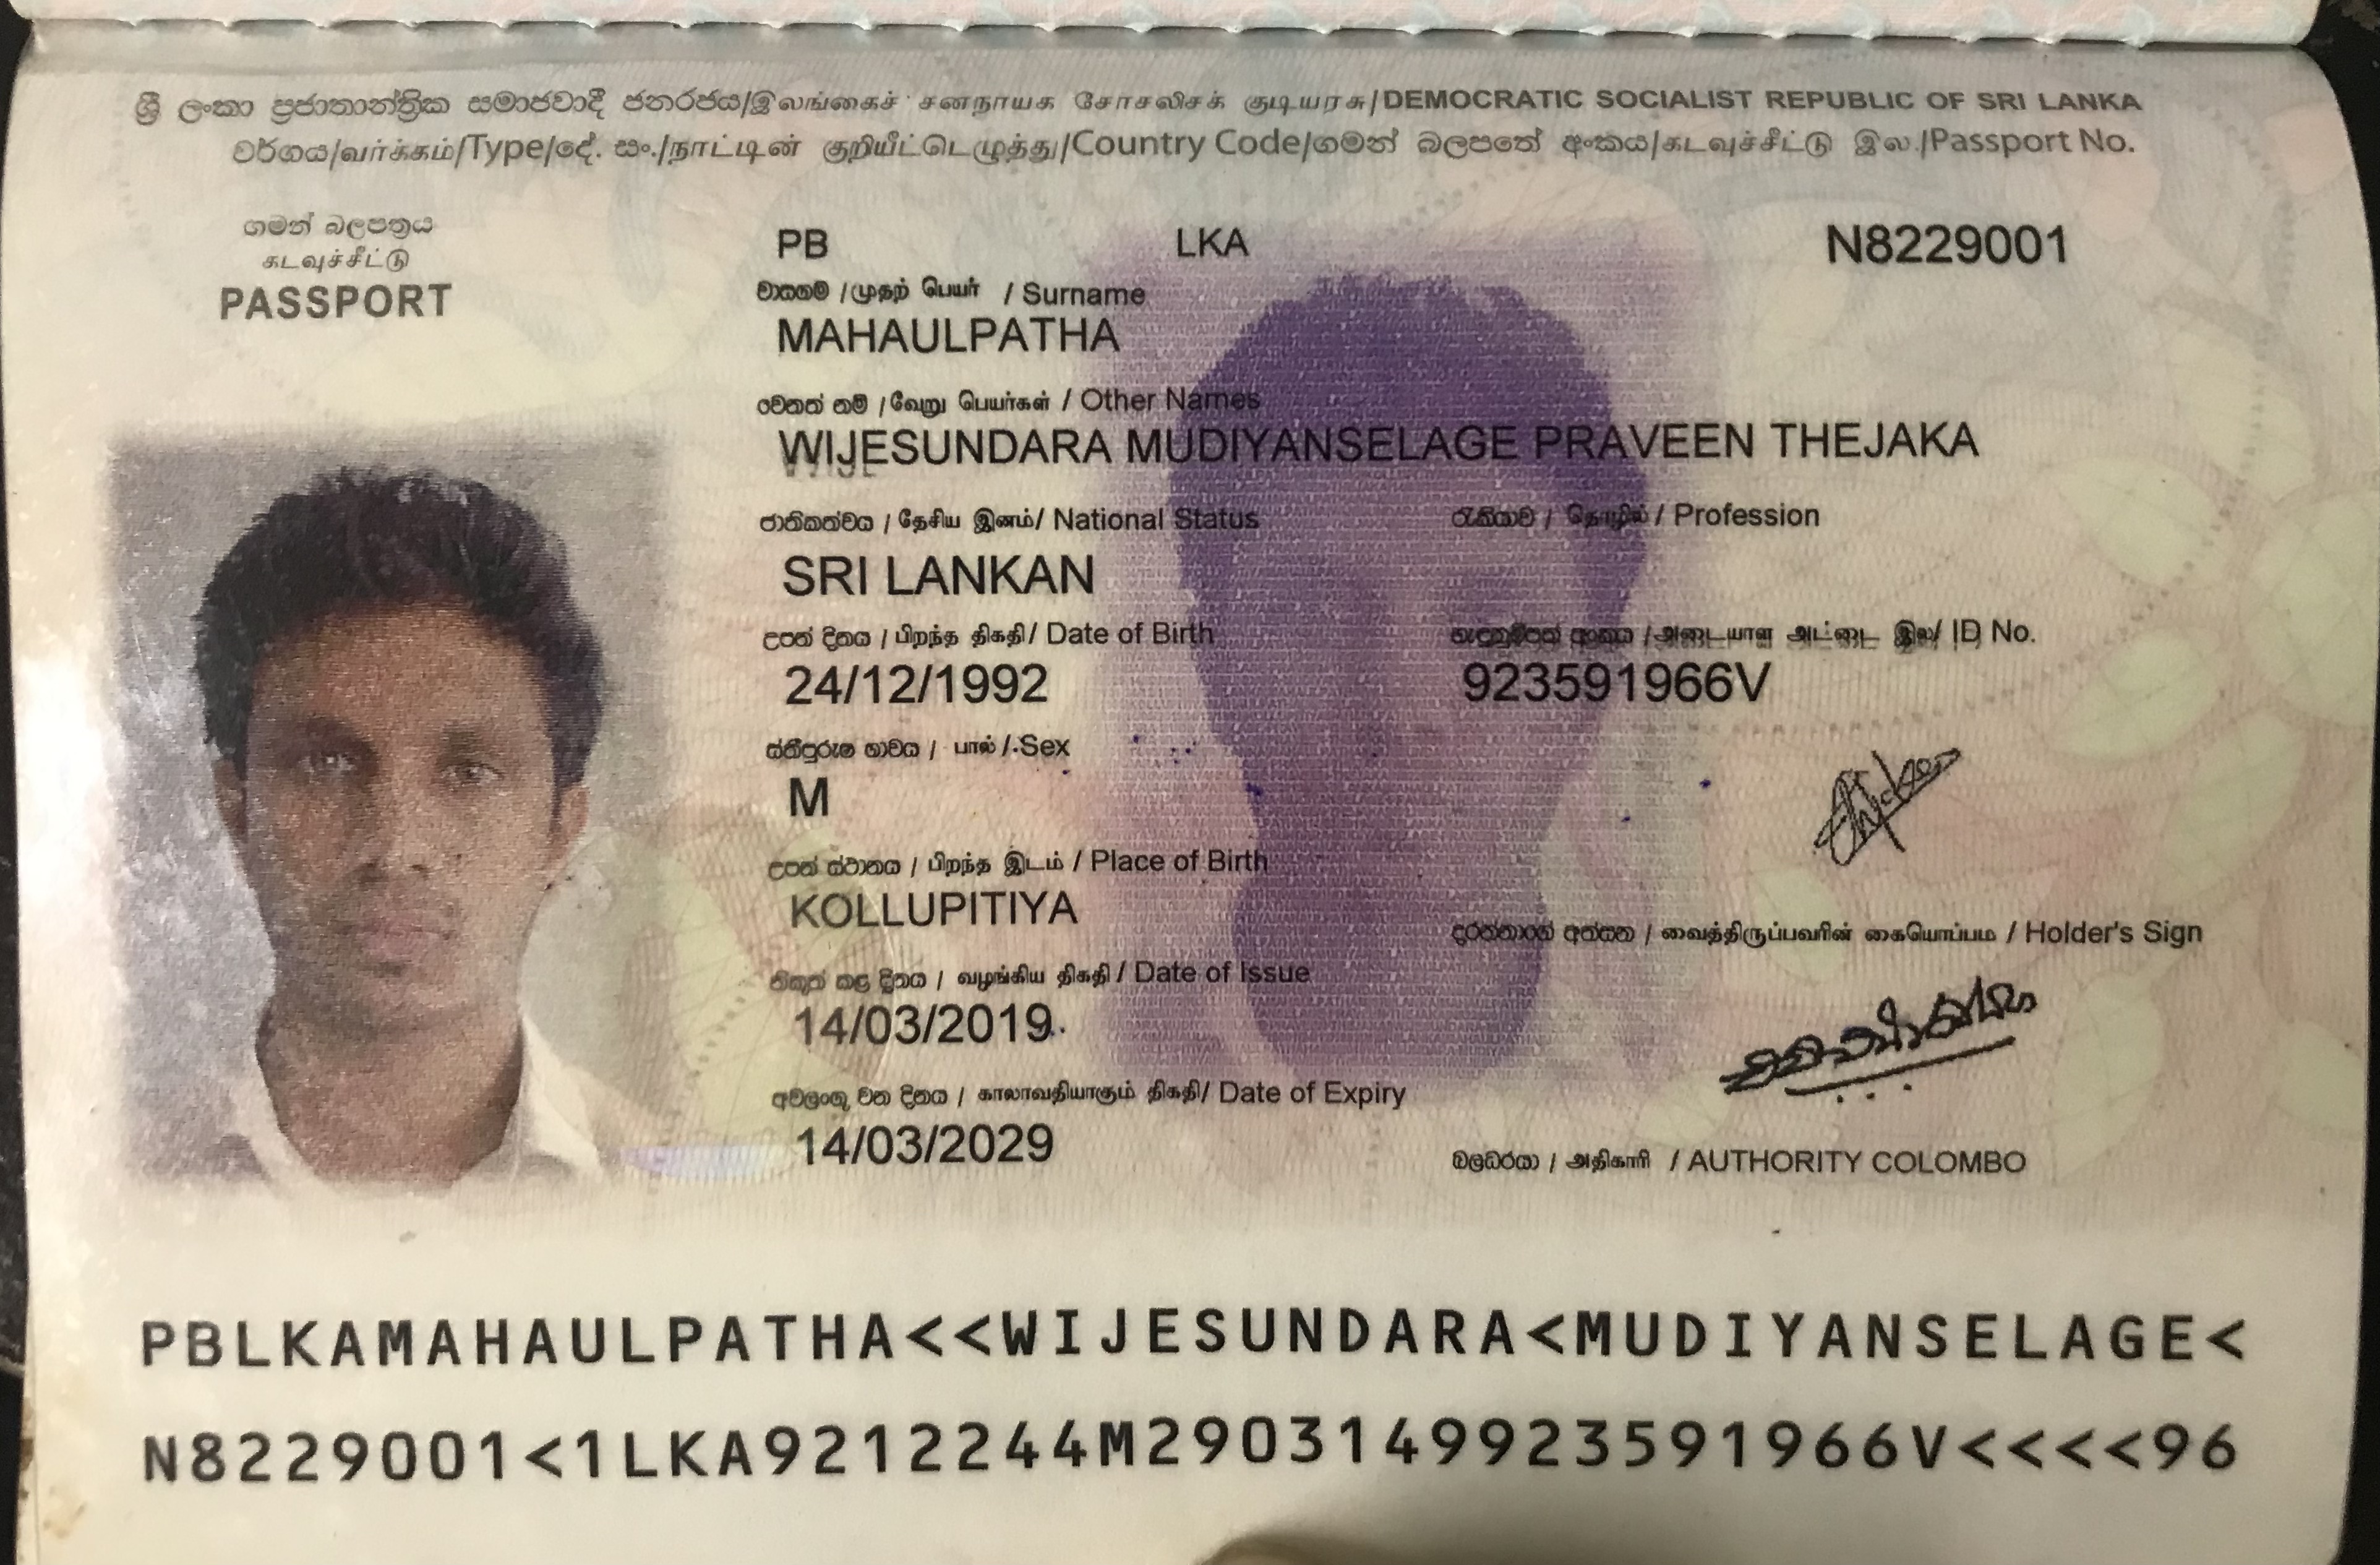 ශ්‍රී ලංකා ප්‍රජාතාන්ත්‍රික සමාජවාදී ජනරජය/இலங்கைச் சனநாயக சோசலிசக் குடியரசு/DEMOCRATIC SOCIALIST REPUBLIC OF SRI LANKA
වර්ගය/வர்க்கம்/Type/දේ. සං./நாட்டின் குறியீட்டெழுத்து/Country Code/ගමන් බලපත්‍රේ අංකය/கடவுச்சீட்டு இல./Passport No.
ගමන් බලපත්‍රය
கடவுச்சீட்டு
PASSPORT
PB LKA N8229001
වාසගම /முதற் பெயர் / Surname
MAHAULPATHA
වෙනත් නම් /வேறு பெயர்கள் / Other Names
WIJESUNDARA MUDIYANSELAGE PRAVEEN THEJAKA
ජාතිකත්වය / தேசிய இனம்/ National Status රැකියාව / தொழில் / Profession
SRI LANKAN
උපන් දිනය / பிறந்த திகதி / Date of Birth හැඳුනුම්පත් අංකය /அடையாள அட்டை இல/ ID No.
24/12/1992 923591966V
ස්ත්‍රීපුරුෂ භාවය / பால் / Sex
M
උපන් ස්ථානය / பிறந்த இடம் / Place of Birth
KOLLUPITIYA
දරන්නාගේ අත්සන / வைத்திருப்பவரின் கையொப்பம / Holder's Sign
නිකුත් කළ දිනය / வழங்கிய திகதி / Date of Issue
14/03/2019
අවලංගු වන දිනය / காலாவதியாகும் திகதி/ Date of Expiry
14/03/2029
බලධරයා / அதிகாரி / AUTHORITY COLOMBO
PBLKAMAHAULPATHA<<WIJESUNDARA<MUDIYANSELAGE<
N8229001<1LKA9212244M2903149923591966V<<<<96